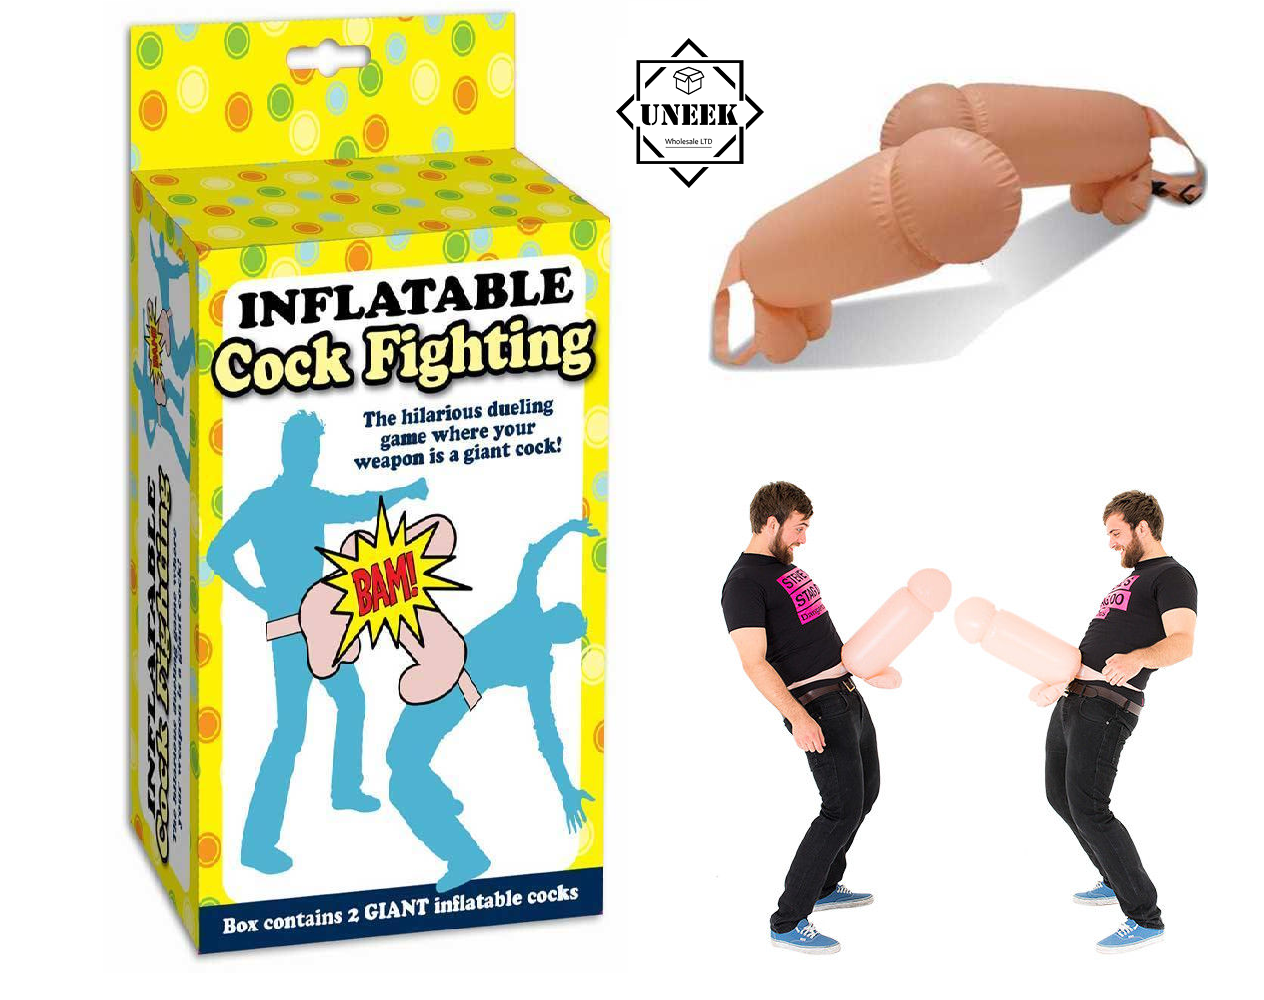 INFLATABLE
Cock Fighting
The hilarious dueling
game where your
weapon is a giant cock!
BAM!
Box contains 2 GIANT inflatable cocks
INFLATABLE
Cock Fighting
UNEEK
Wholesale LTD
STAG